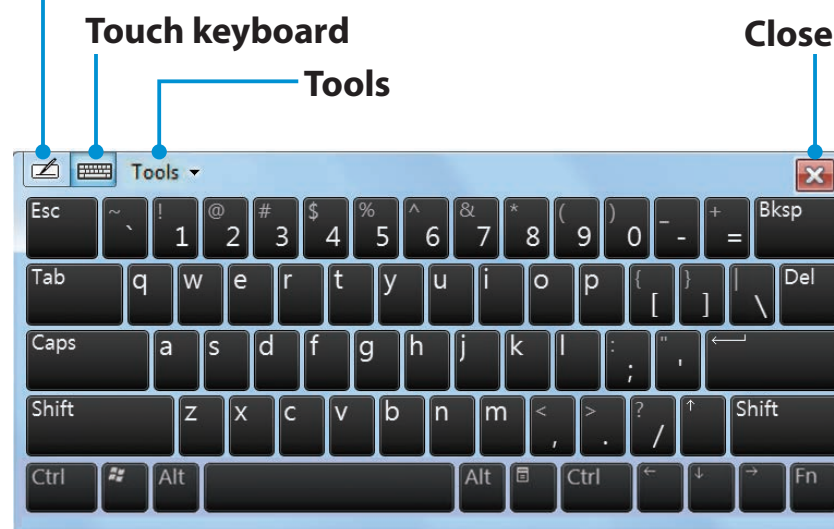 Touch keyboard
Close
Tools
Tools
Esc ~ ` ! 1 @ 2 # 3 $ 4 % 5 ^ 6 & 7 * 8 ( 9 ) 0 _ - + = Bksp
Tab q w e r t y u i o p { [ } ] | \ Del
Caps a s d f g h j k l : ; " '
Shift z x c v b n m < , > . ? / ↑ Shift
Ctrl Alt Alt Ctrl ← ↓ → Fn